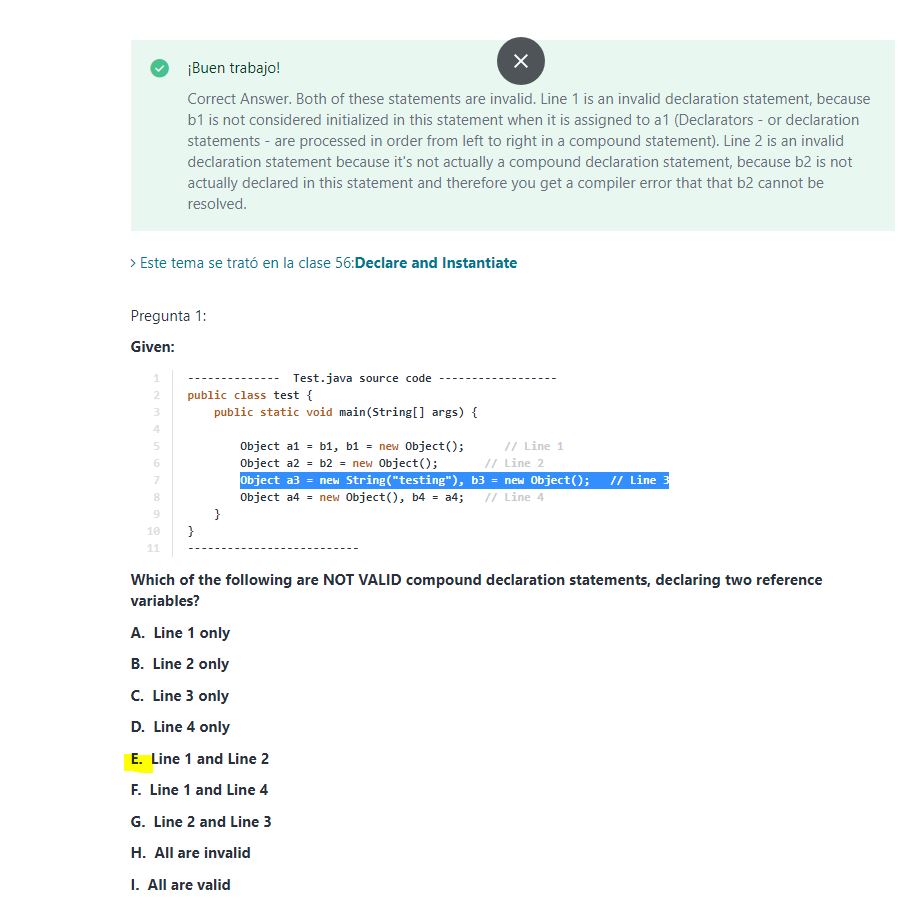 ¡Buen trabajo!
Correct Answer. Both of these statements are invalid. Line 1 is an invalid declaration statement, because
b1 is not considered initialized in this statement when it is assigned to a1 (Declarators - or declaration
statements - are processed in order from left to right in a compound statement). Line 2 is an invalid
declaration statement because it's not actually a compound declaration statement, because b2 is not
actually declared in this statement and therefore you get a compiler error that that b2 cannot be
resolved.
> Este tema se trató en la clase 56:Declare and Instantiate
Pregunta 1:
Given:
1 -------------- Test.java source code ------------------
2 public class test {
3 public static void main(String[] args) {
4
5 Object a1 = b1, b1 = new Object(); // Line 1
6 Object a2 = b2 = new Object(); // Line 2
7 Object a3 = new String("testing"), b3 = new Object(); // Line 3
8 Object a4 = new Object(), b4 = a4; // Line 4
9 }
10 }
11 --------------------------
Which of the following are NOT VALID compound declaration statements, declaring two reference
variables?
A. Line 1 only
B. Line 2 only
C. Line 3 only
D. Line 4 only
E. Line 1 and Line 2
F. Line 1 and Line 4
G. Line 2 and Line 3
H. All are invalid
I. All are valid